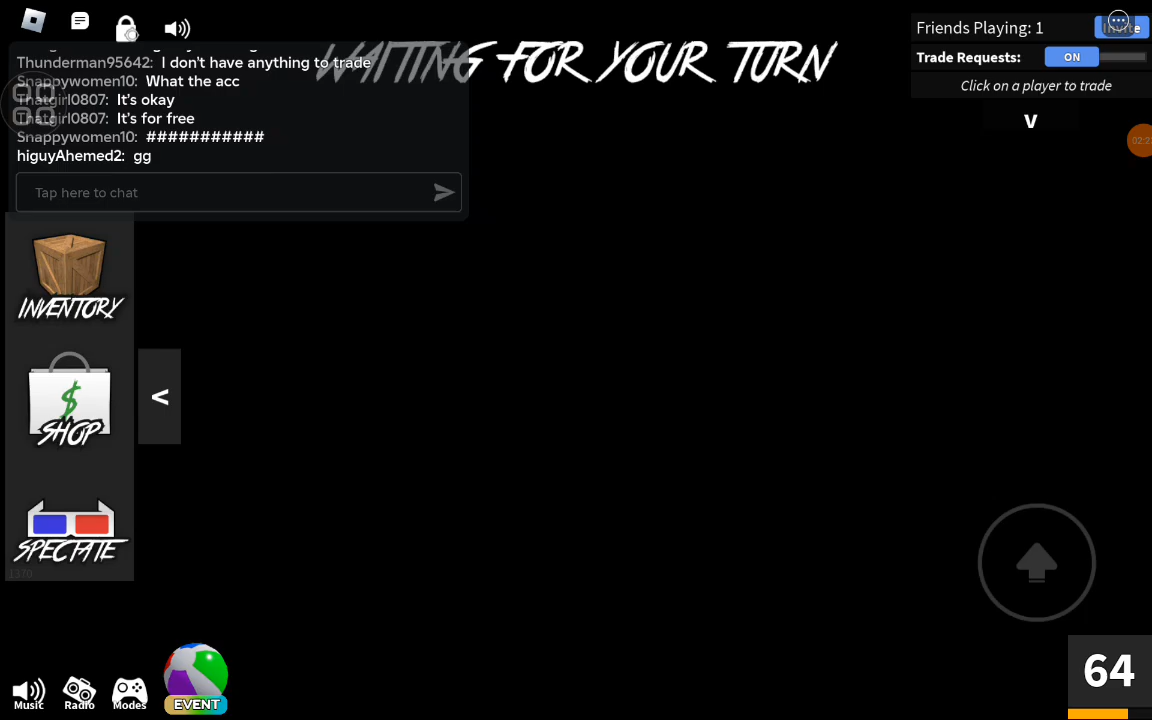 WAITING FOR YOUR TURN
Friends Playing: 1
Invite
Trade Requests: ON
Click on a player to trade
v
Thunderman95642: I don't have anything to trade
Snappywomen10: What the acc
Thatgirl0807: It's okay
Thatgirl0807: It's for free
Snappywomen10: ###########
higuyAhemed2: gg
Tap here to chat
INVENTORY
<
SHOP
SPECTATE
1370
Music
Radio
Modes
EVENT
64